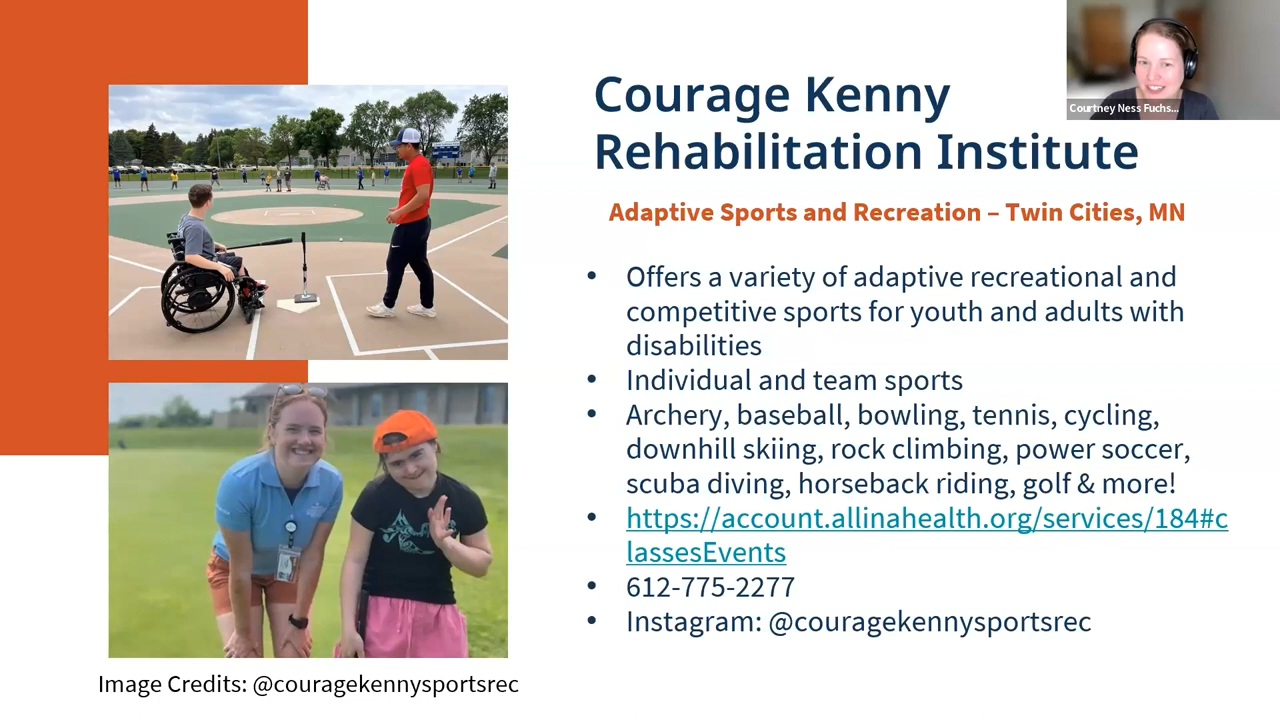 Courage Kenny
Rehabilitation Institute
Courtney Ness Fuchs...
Adaptive Sports and Recreation – Twin Cities, MN
• Offers a variety of adaptive recreational and
competitive sports for youth and adults with
disabilities
• Individual and team sports
• Archery, baseball, bowling, tennis, cycling,
downhill skiing, rock climbing, power soccer,
scuba diving, horseback riding, golf & more!
• https://account.allinahealth.org/services/184#c
lassesEvents
• 612-775-2277
• Instagram: @couragekennysportsrec
Image Credits: @couragekennysportsrec